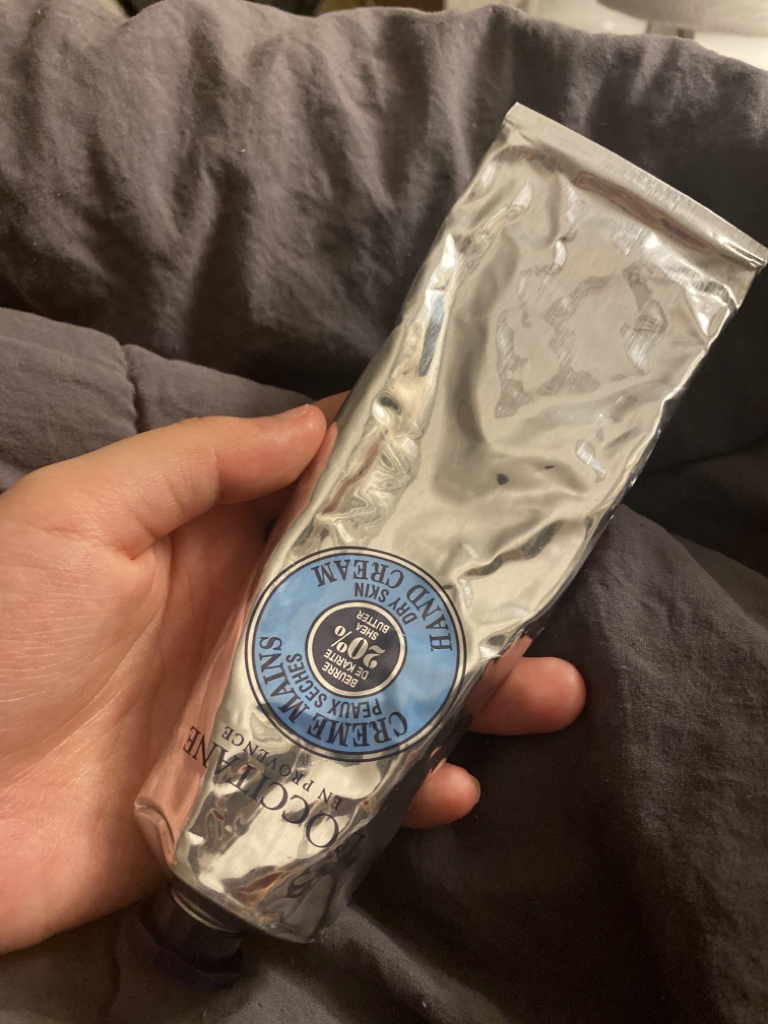 L'OCCITANE
EN PROVENCE
CREME MAINS
PEAUX SECHES
BEURRE
DE KARITE
20%
SHEA
BUTTER
DRY SKIN
HAND CREAM